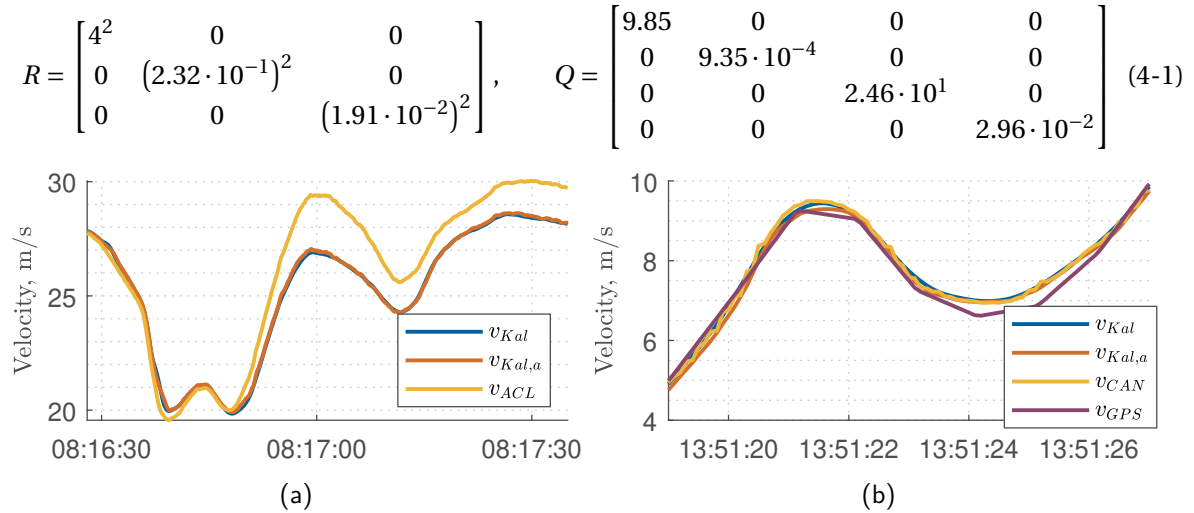 R = [4² 0 0; 0 (2.32·10⁻¹)² 0; 0 0 (1.91·10⁻²)²], Q = [9.85 0 0 0; 0 9.35·10⁻⁴ 0 0; 0 0 2.46·10¹ 0; 0 0 0 2.96·10⁻²] (4-1)
Velocity, m/s
30
25
20
v_Kal
v_Kal,a
v_ACL
08:16:30 08:17:00 08:17:30
(a)
Velocity, m/s
10
8
6
4
v_Kal
v_Kal,a
v_CAN
v_GPS
13:51:20 13:51:22 13:51:24 13:51:26
(b)